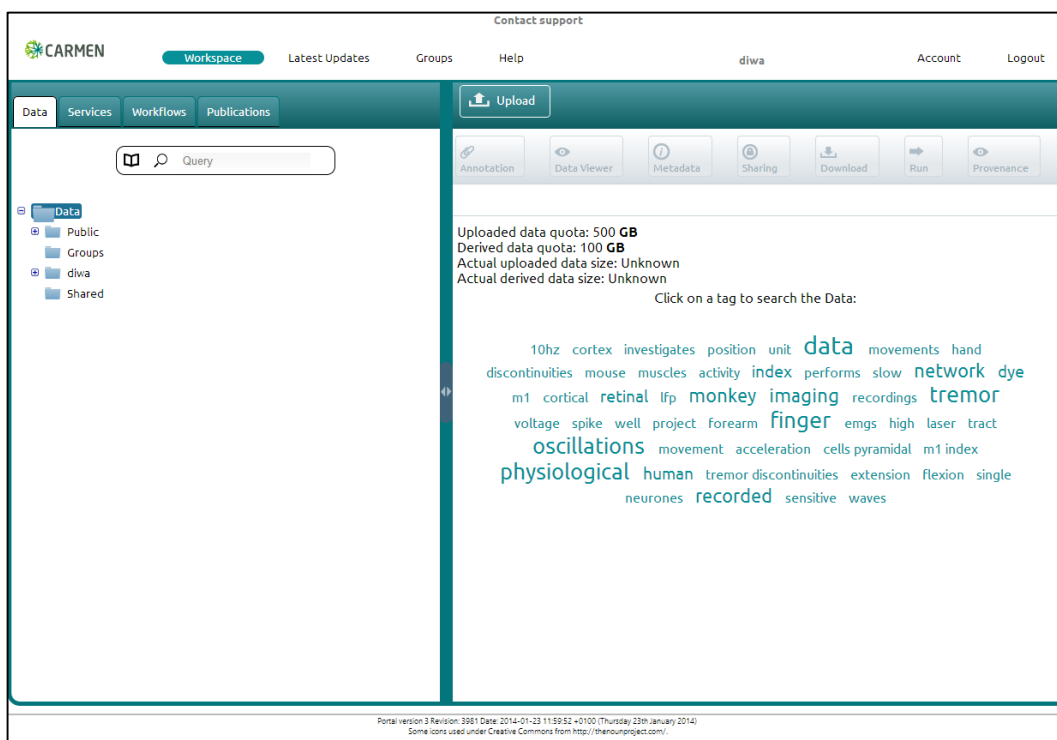 Contact support
CARMEN
Workspace Latest Updates Groups Help diwa Account Logout
Data Services Workflows Publications
Upload
Query
Annotation Data Viewer Metadata Sharing Download Run Provenance
Data
Public
Groups
diwa
Shared
Uploaded data quota: 500 GB
Derived data quota: 100 GB
Actual uploaded data size: Unknown
Actual derived data size: Unknown
Click on a tag to search the Data:
10hz cortex investigates position unit data movements hand
discontinuities mouse muscles activity index performs slow network dye
m1 cortical retinal lfp monkey imaging recordings tremor
voltage spike well project forearm finger emgs high laser tract
oscillations movement acceleration cells pyramidal m1 index
physiological human tremor discontinuities extension flexion single
neurones recorded sensitive waves
Portal version 3 Revision: 3981 Date: 2014-01-23 11:59:52 +0100 (Thursday 23th January 2014)
Some icons used under Creative Commons from http://thenounproject.com/.